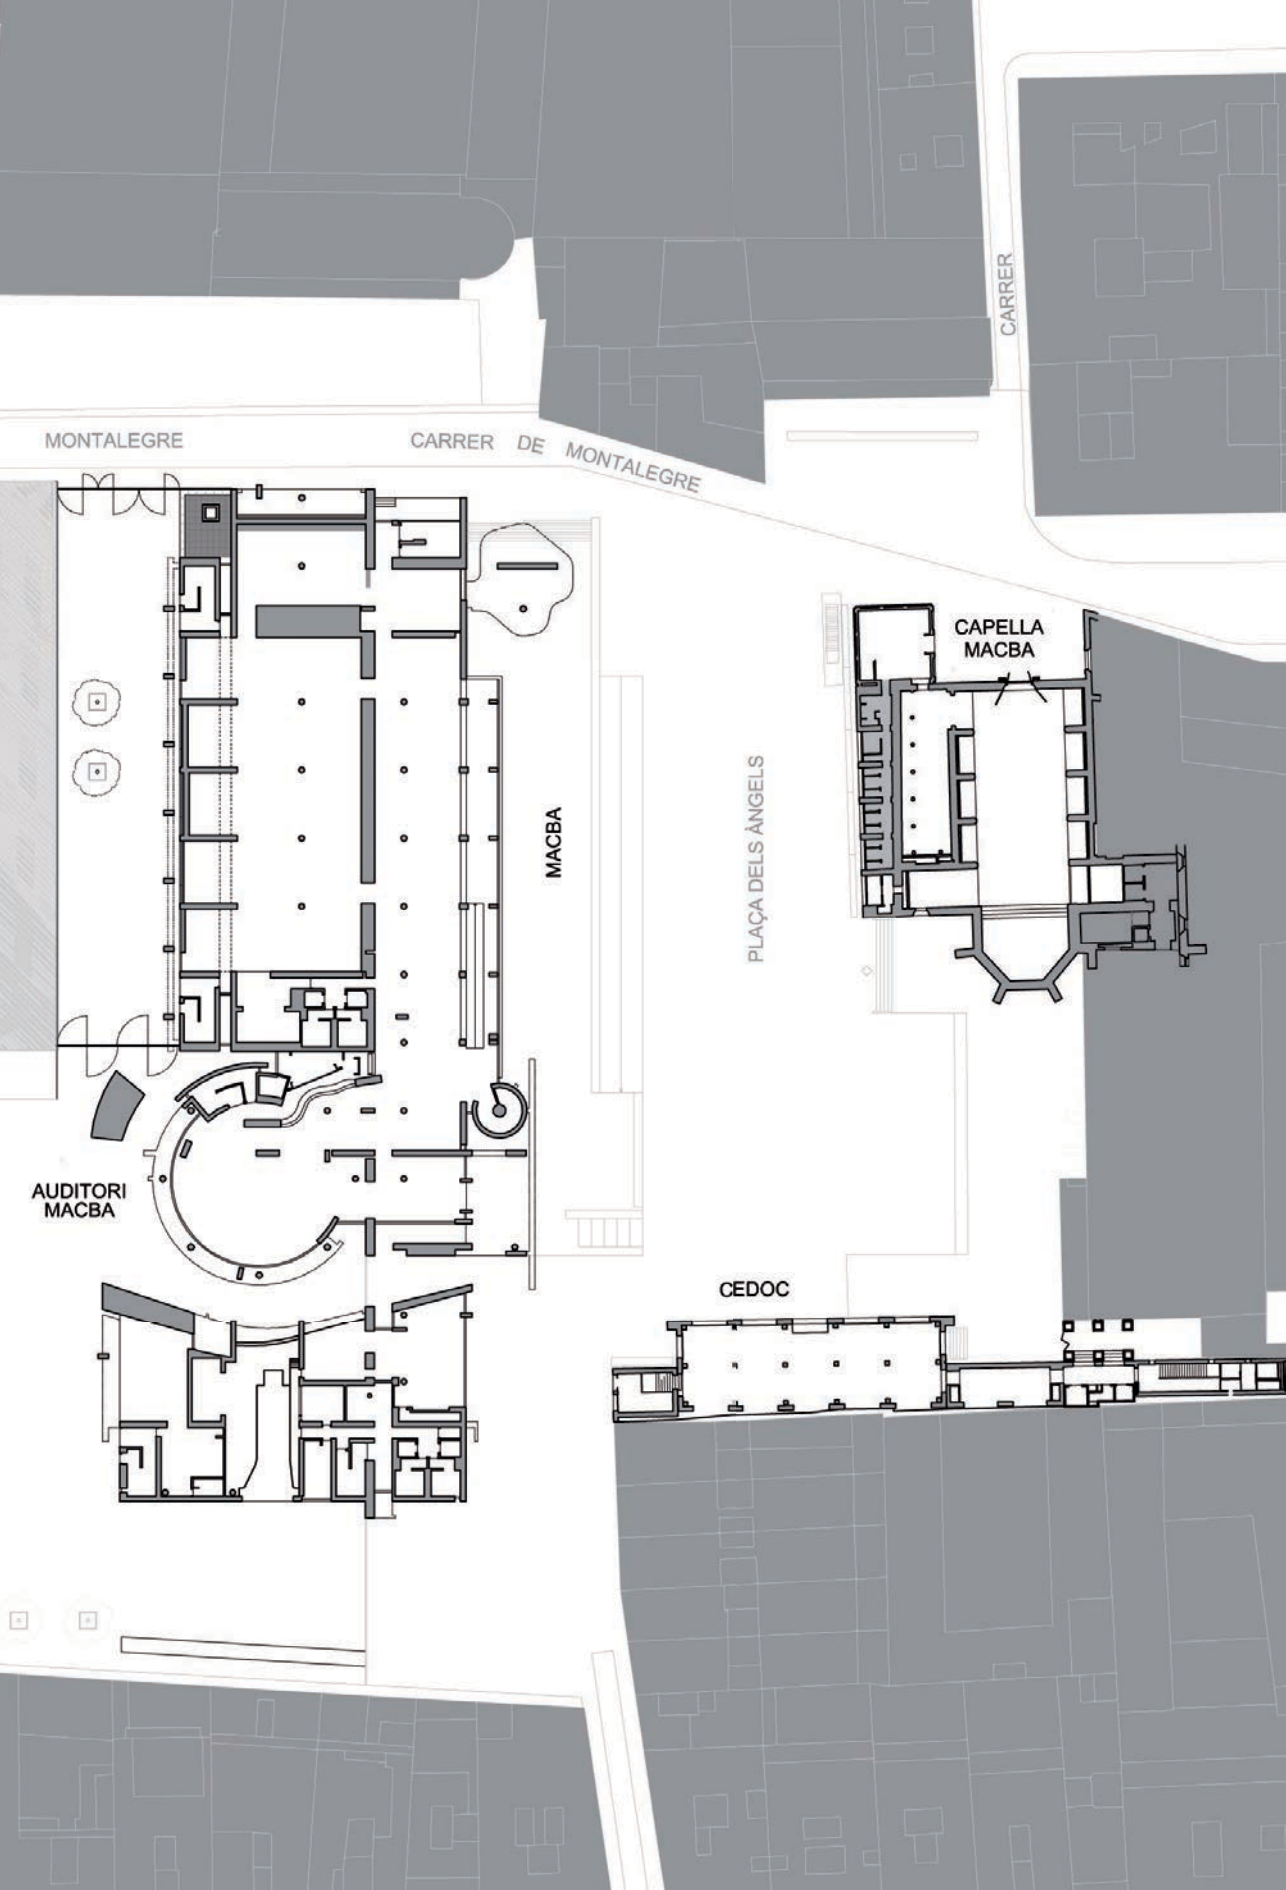 CARRER
MONTALEGRE
CARRER DE MONTALEGRE
CAPELLA
MACBA
MACBA
PLAÇA DELS ÀNGELS
AUDITORI
MACBA
CEDOC